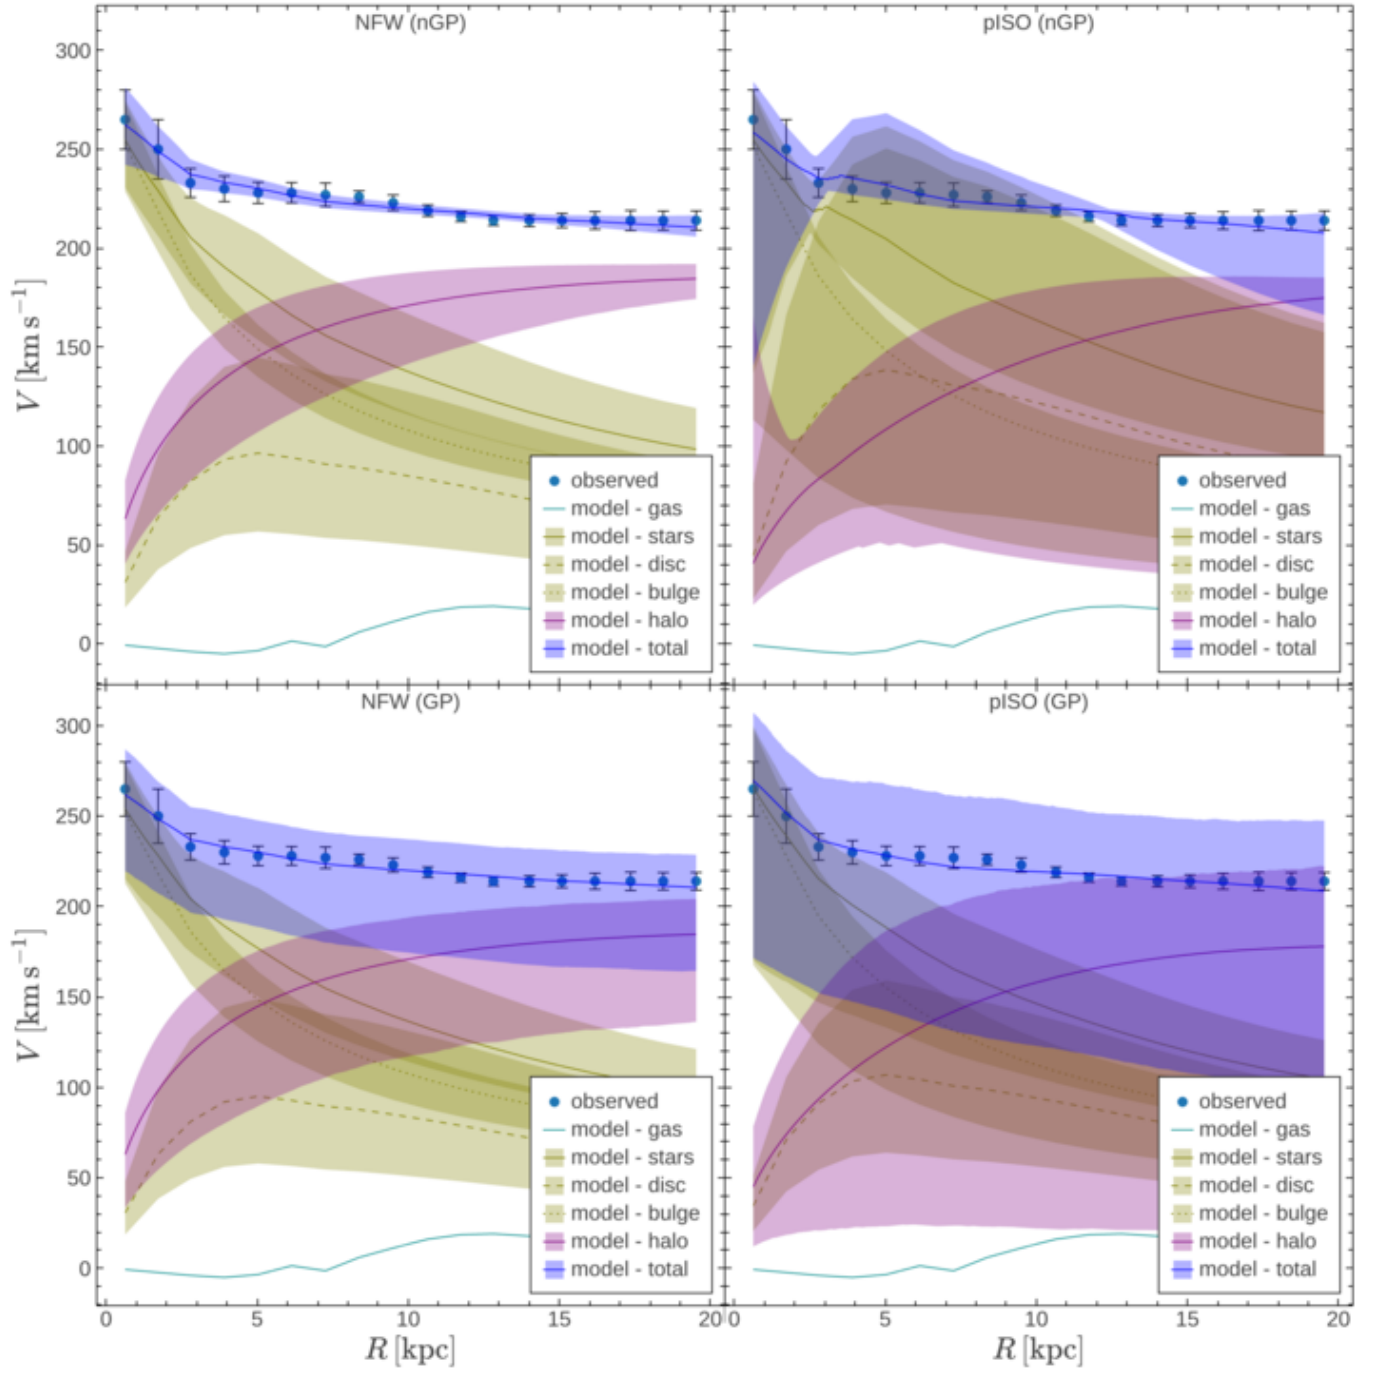 NFW (nGP)
pISO (nGP)
300
250
200
150
100
50
0
V [km s⁻¹]
observed
model - gas
model - stars
model - disc
model - bulge
model - halo
model - total
observed
model - gas
model - stars
model - disc
model - bulge
model - halo
model - total
NFW (GP)
pISO (GP)
300
250
200
150
100
50
0
V [km s⁻¹]
observed
model - gas
model - stars
model - disc
model - bulge
model - halo
model - total
observed
model - gas
model - stars
model - disc
model - bulge
model - halo
model - total
0 5 10 15 20 0 5 10 15 20
R [kpc]
R [kpc]